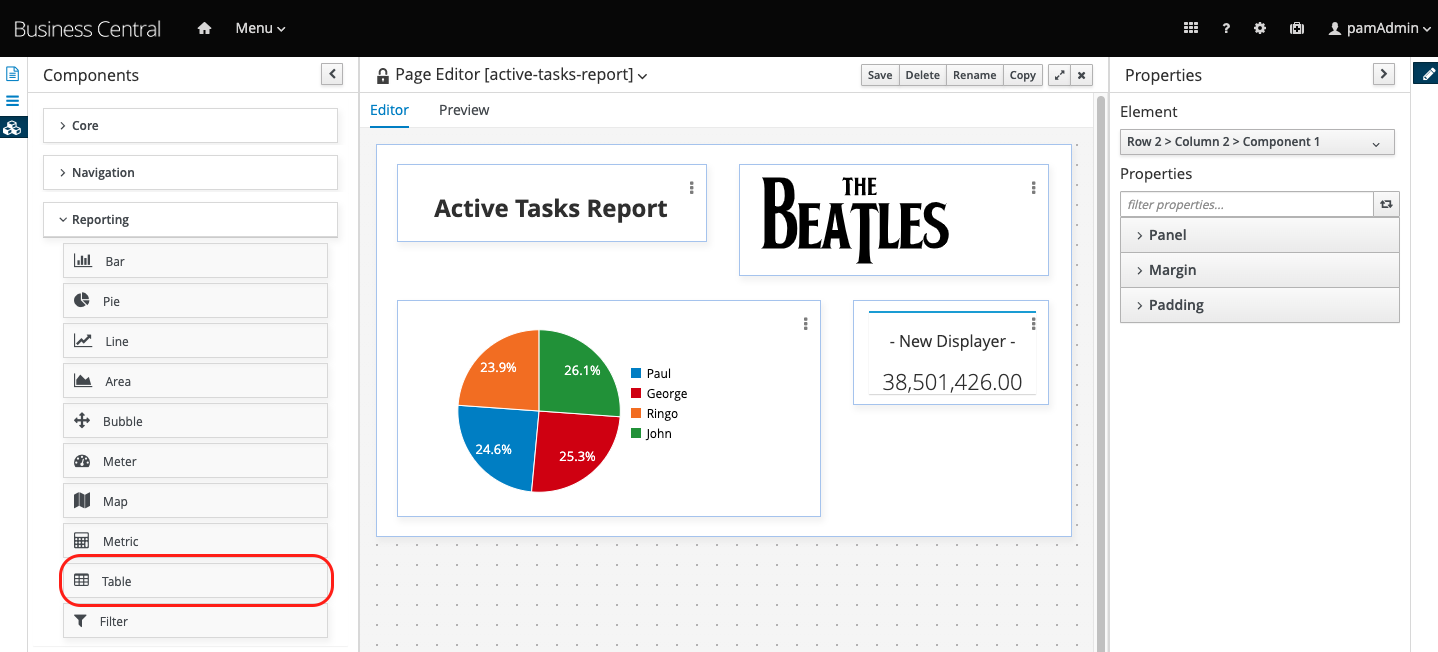 Business Central
Menu
?
pamAdmin
Components
Core
Navigation
Reporting
Bar
Pie
Line
Area
Bubble
Meter
Map
Metric
Table
Filter
Page Editor [active-tasks-report]
Save
Delete
Rename
Copy
Editor
Preview
Active Tasks Report
THE
BEATLES
23.9%
26.1%
24.6%
25.3%
Paul
George
Ringo
John
- New Displayer -
38,501,426.00
Properties
Element
Row 2 > Column 2 > Component 1
Properties
filter properties...
Panel
Margin
Padding